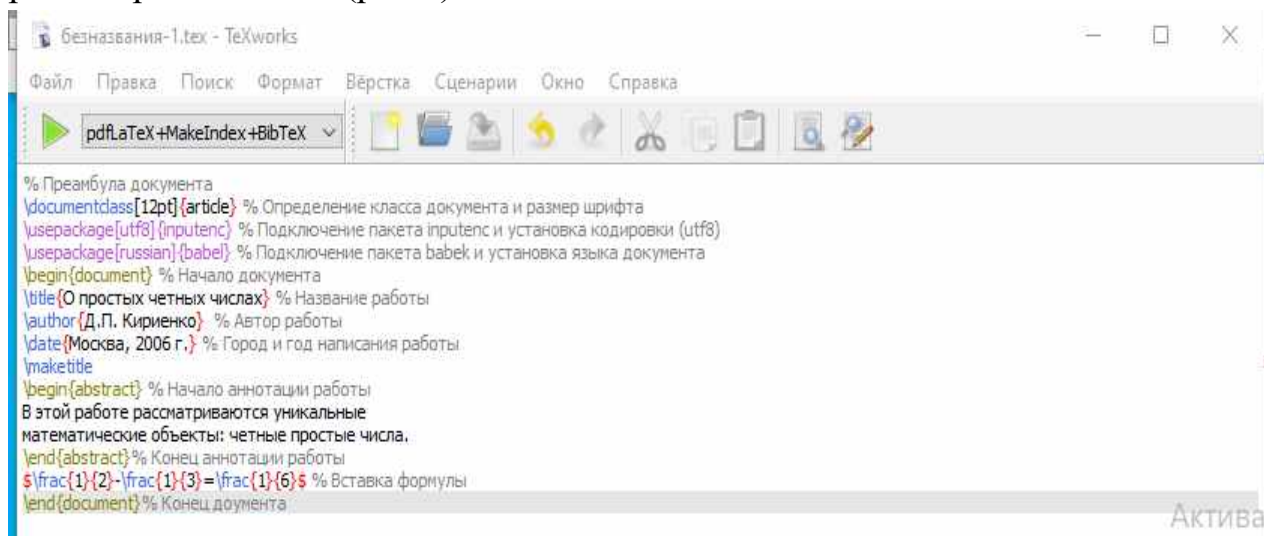 безназвания-1.tex - TeXworks
Файл Правка Поиск Формат Вёрстка Сценарии Окно Справка
pdfLaTeX+MakeIndex+BibTeX
% Преамбула документа
\documentclass[12pt]{article} % Определение класса документа и размер шрифта
\usepackage[utf8]{inputenc} % Подключение пакета inputenc и установка кодировки (utf8)
\usepackage[russian]{babel} % Подключение пакета babek и установка языка документа
\begin{document} % Начало документа
\title{О простых четных числах} % Название работы
\author{Д.П. Кириенко} % Автор работы
\date{Москва, 2006 г.} % Город и год написания работы
\maketitle
\begin{abstract} % Начало аннотации работы
В этой работе рассматриваются уникальные
математические объекты: четные простые числа.
\end{abstract}% Конец аннотации работы
$\frac{1}{2}-\frac{1}{3}=\frac{1}{6}$ % Вставка формулы
\end{document}% Конец доумента
Актива